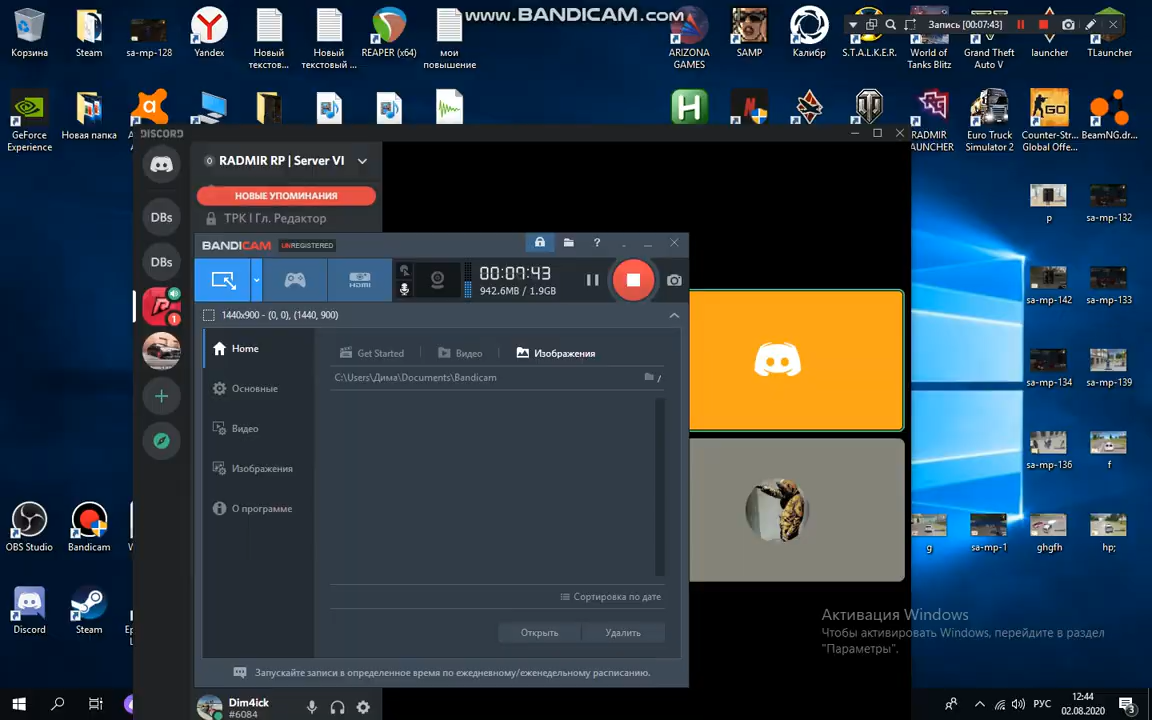 www.BANDICAM.com
Запись [00:07:43]
Корзина
Steam
sa-mp-128
Yandex
Новый
текстов...
Новый
текстовый ...
REAPER (x64)
мои
повышение
ARIZONA
GAMES
SAMP
Калибр
S.T.A.L.K.E.R.
World of
Tanks Blitz
Grand Theft
Auto V
launcher
TLauncher
GeForce
Experience
Новая папка
RADMIR
LAUNCHER
Euro Truck
Simulator 2
Counter-Str...
Global Offe...
BeamNG.dr...
DISCORD
RADMIR RP | Server VI
НОВЫЕ УПОМИНАНИЯ
ТРК | Гл. Редактор
DBs
DBs
1
BANDICAM UNREGISTERED
00:07:43
942.6MB / 1.9GB
HDMI
1440x900 - (0, 0), (1440, 900)
Home
Основные
Видео
Изображения
О программе
Get Started
Видео
Изображения
C:\Users\Дима\Documents\Bandicam
Сортировка по дате
Открыть
Удалить
Запускайте записи в определенное время по ежедневному/еженедельному расписанию.
p
sa-mp-132
sa-mp-142
sa-mp-133
sa-mp-134
sa-mp-139
sa-mp-136
f
g
sa-mp-1
ghgfh
hp;
OBS Studio
Bandicam
Discord
Steam
Активация Windows
Чтобы активировать Windows, перейдите в раздел
"Параметры".
Dim4ick
#6084
РУС
12:44
02.08.2020
3